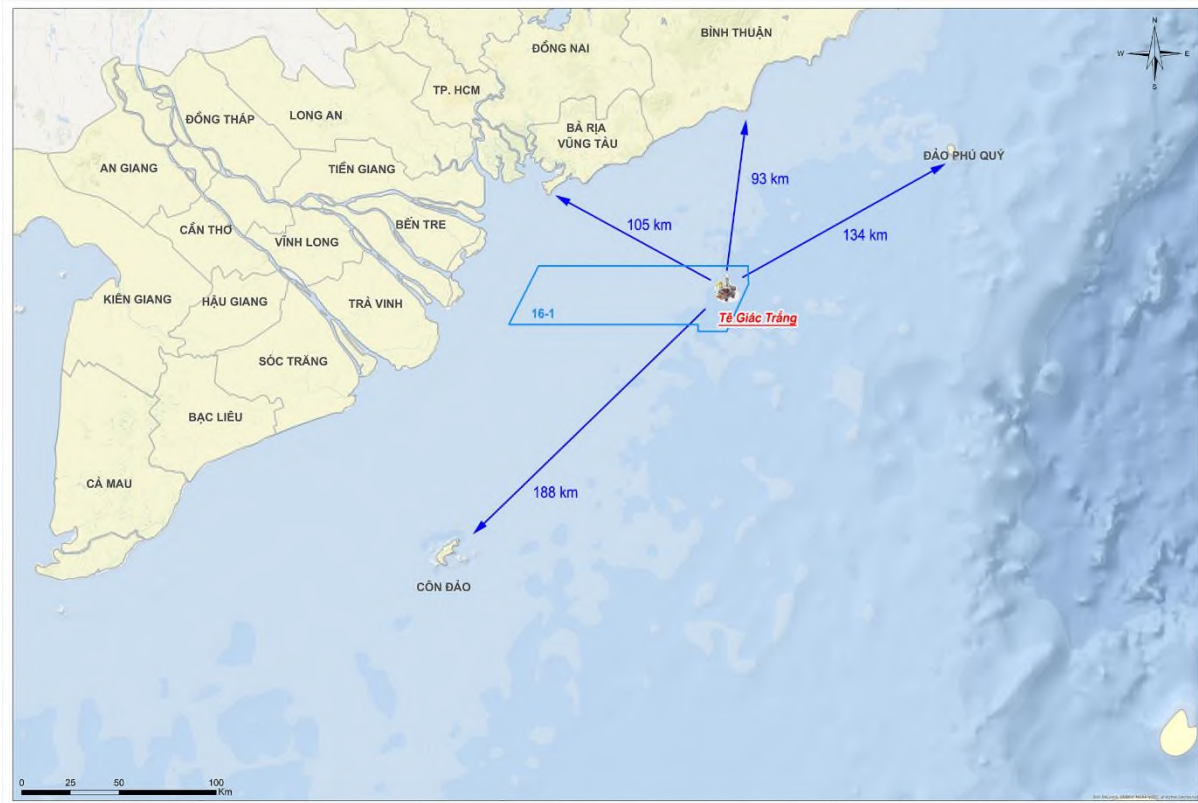 BÌNH THUẬN
ĐỒNG NAI
N
W
E
S
TP. HCM
ĐỒNG THÁP
LONG AN
BÀ RỊA
VŨNG TÀU
AN GIANG
TIỀN GIANG
ĐẢO PHÚ QUÝ
93 km
105 km
134 km
CẦN THƠ
VĨNH LONG
BẾN TRE
KIÊN GIANG
HẬU GIANG
TRÀ VINH
16-1
Tê Giác Trắng
SÓC TRĂNG
BẠC LIÊU
CÀ MAU
188 km
CÔN ĐẢO
0 25 50 100
Km